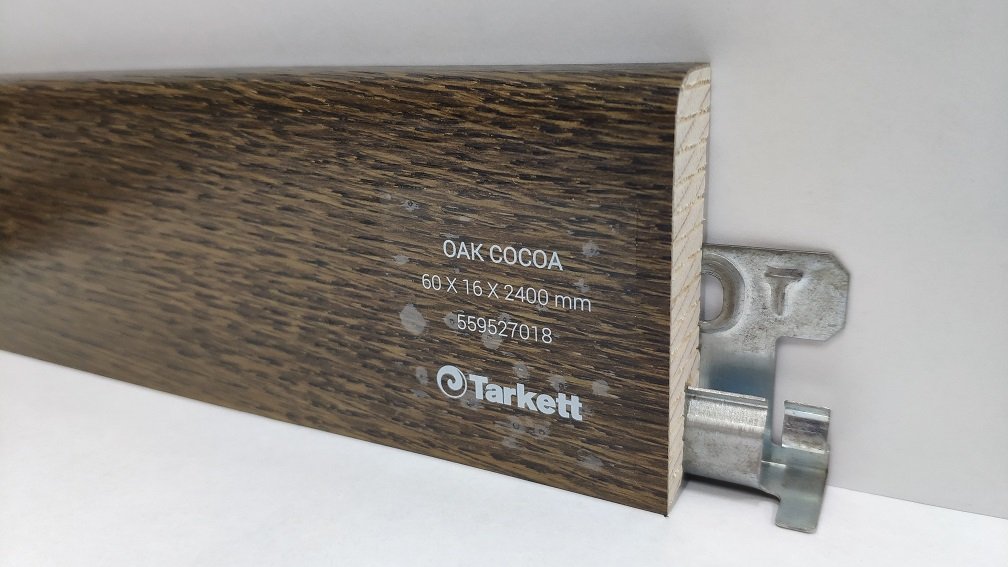 OAK COCOA
60 X 16 X 2400 mm
559527018
Tarkett
T